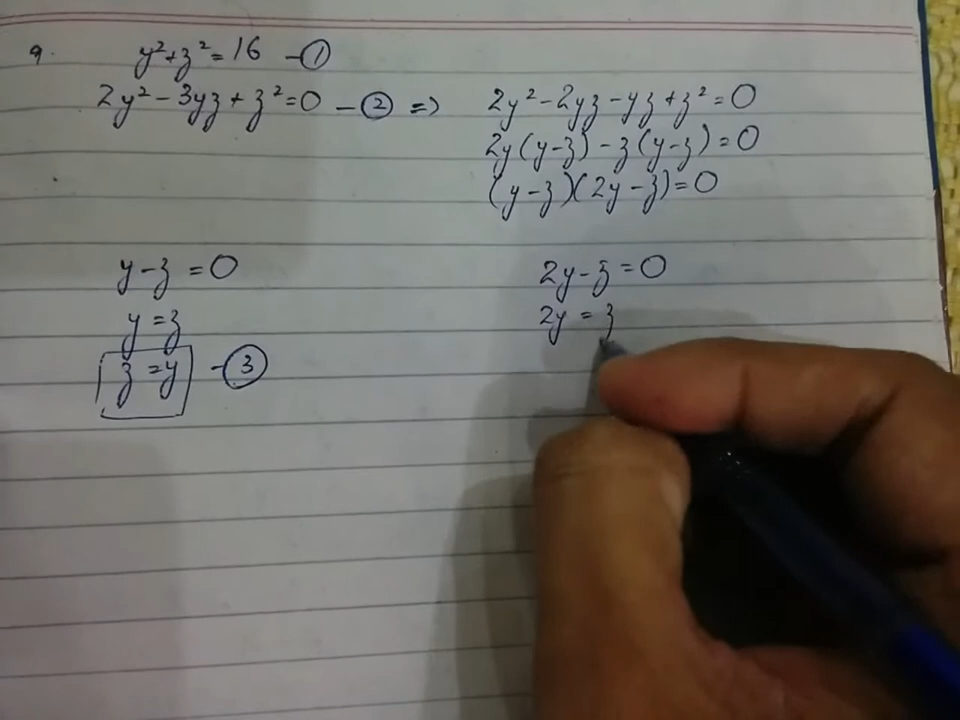 9. y² + z² = 16 – ①
2y² – 3yz + z² = 0 – ② ⇒ 2y² – 2yz – yz + z² = 0
2y(y–z) – z(y–z) = 0
(y–z)(2y–z) = 0
y – z = 0
y = z
z = y – ③
2y – z = 0
2y = z